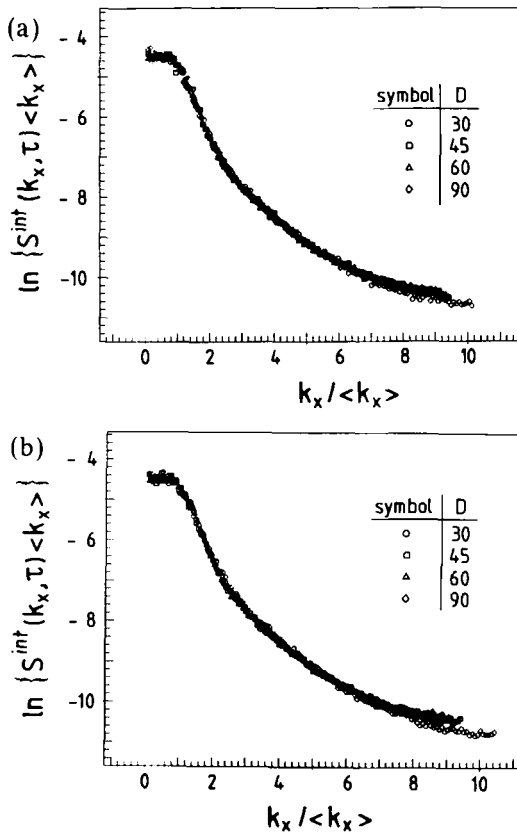 (a)
ln {S^int (k_x, τ) <k_x>}
- 4
- 6
- 8
-10
symbol D
○ 30
□ 45
△ 60
◇ 90
0 2 4 6 8 10
k_x / <k_x>
(b)
ln {S^int (k_x, τ) <k_x>}
- 4
- 6
- 8
-10
symbol D
○ 30
□ 45
△ 60
◇ 90
0 2 4 6 8 10
k_x / <k_x>